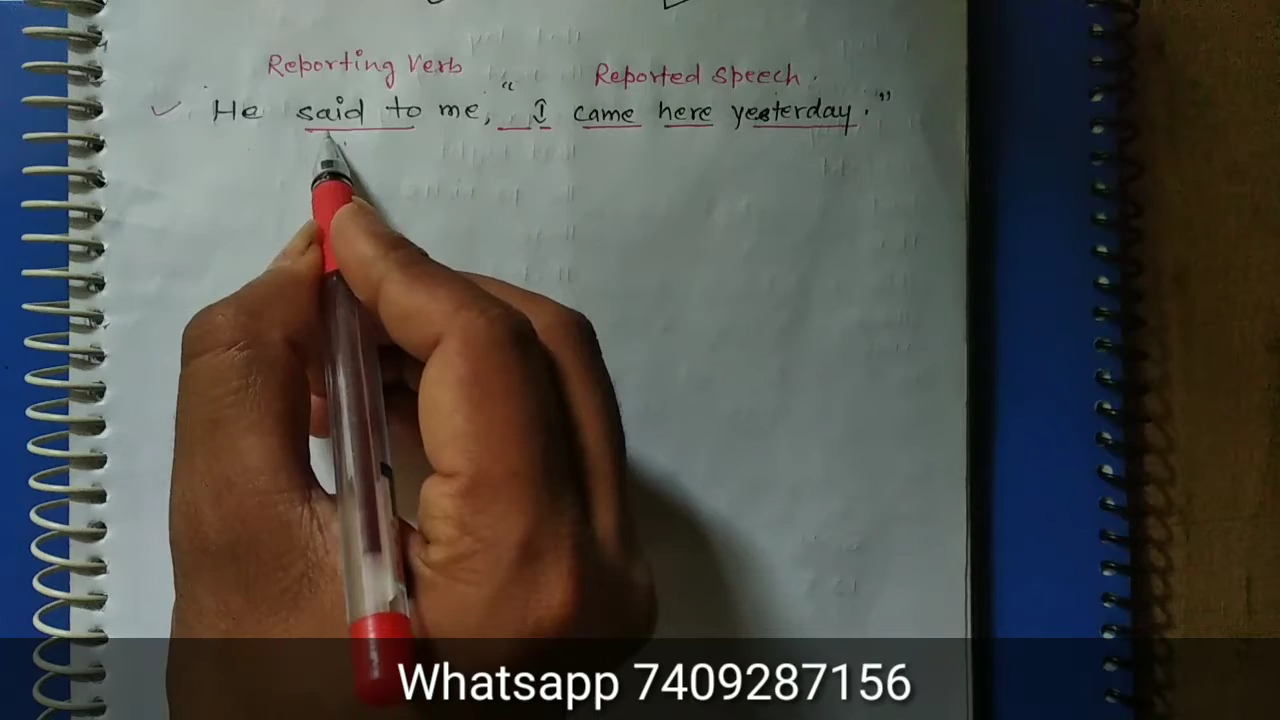 Reporting Verb Reported speech.
He said to me, “ I came here yesterday.”
Whatsapp 7409287156